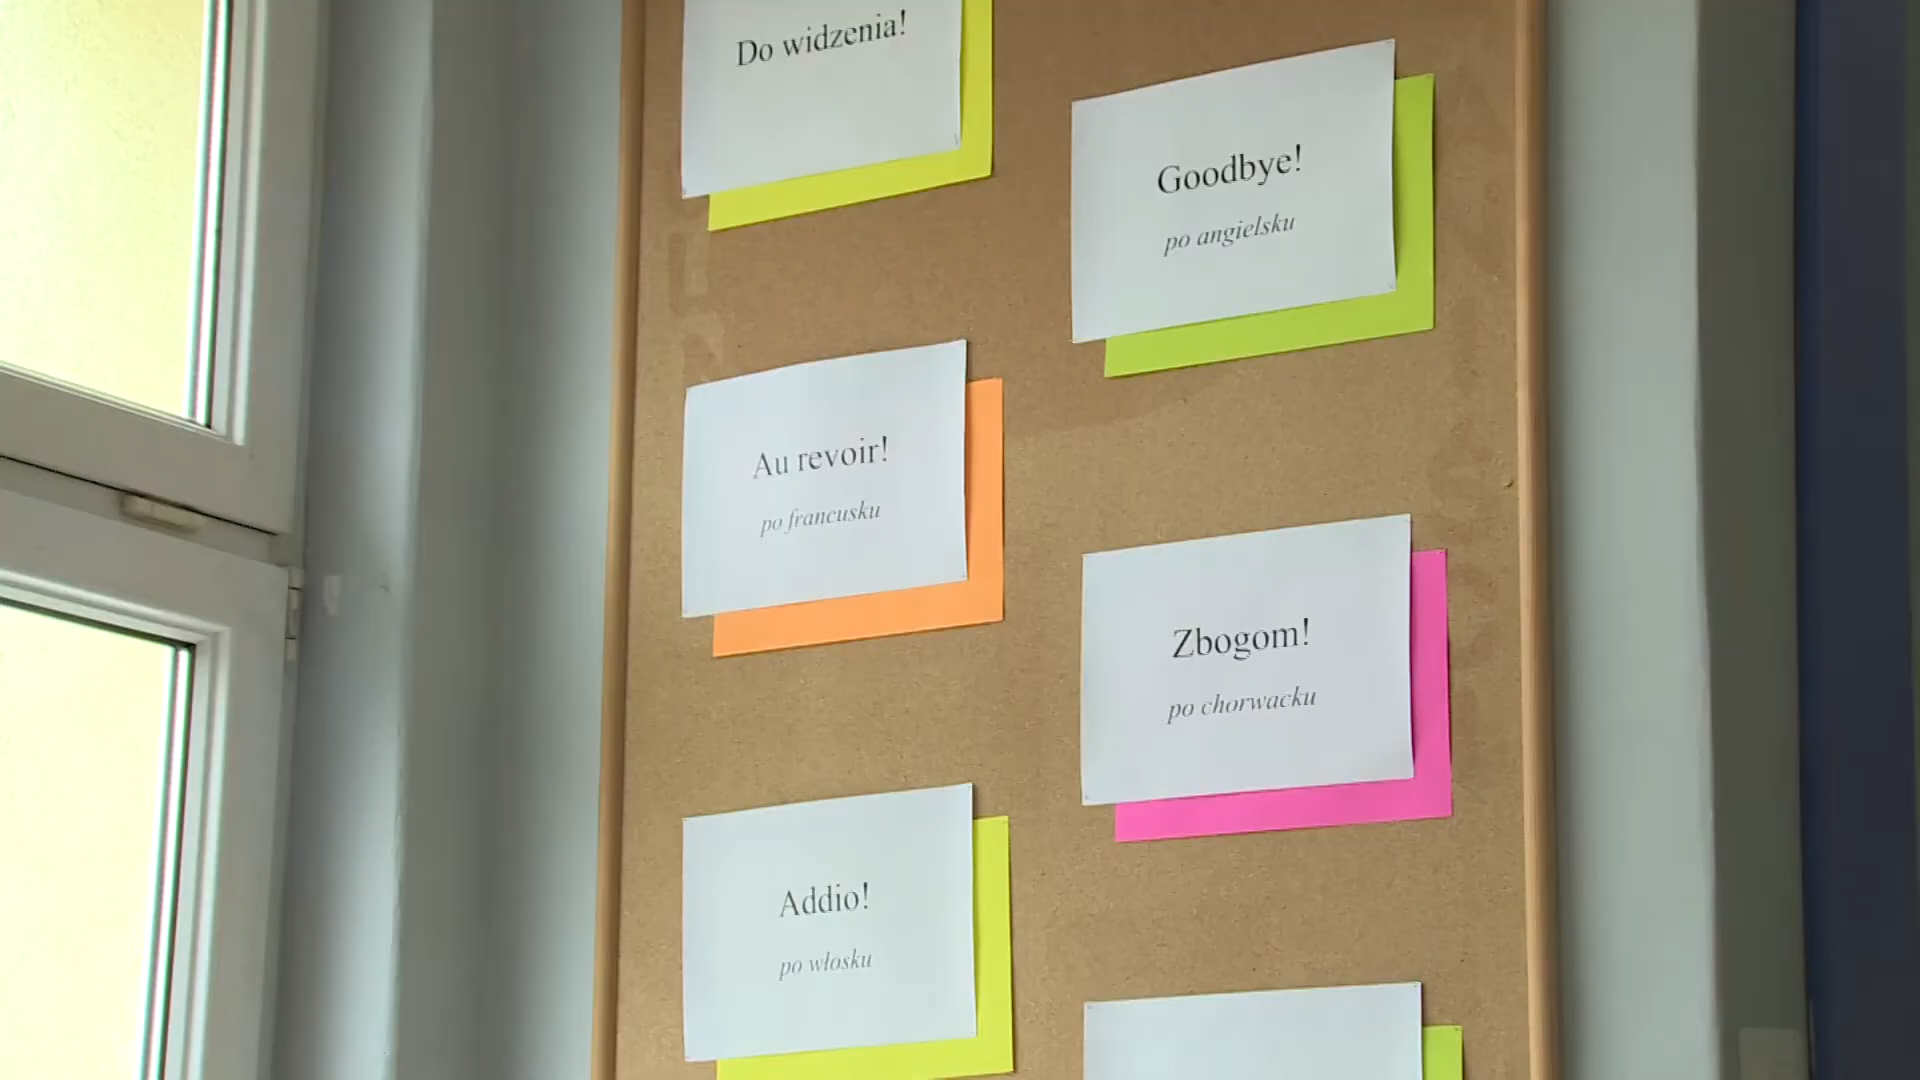 Do widzenia!
Goodbye!
po angielsku
Au revoir!
po francusku
Zbogom!
po chorwacku
Addio!
po włosku